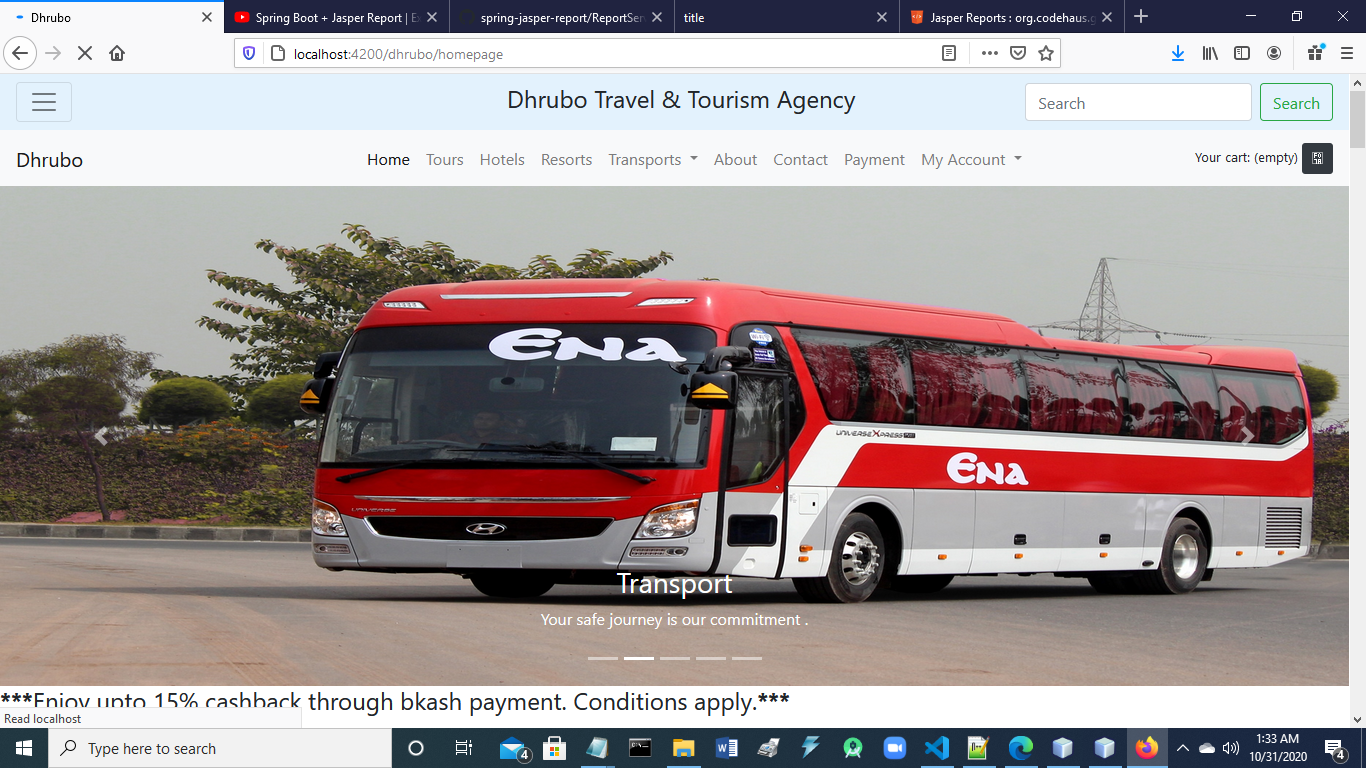 Dhrubo
Spring Boot + Jasper Report | Ex
spring-jasper-report/ReportSer
title
Jasper Reports : org.codehaus.g
localhost:4200/dhrubo/homepage
Dhrubo Travel & Tourism Agency
Search
Search
Dhrubo
Home
Tours
Hotels
Resorts
Transports
About
Contact
Payment
My Account
Your cart: (empty)
Ena
UNIVERSE XPRESS
Ena
UNIVERSE
Transport
Your safe journey is our commitment .
***Enjoy upto 15% cashback through bkash payment. Conditions apply.***
Read localhost
Type here to search
4
1:33 AM
10/31/2020
4